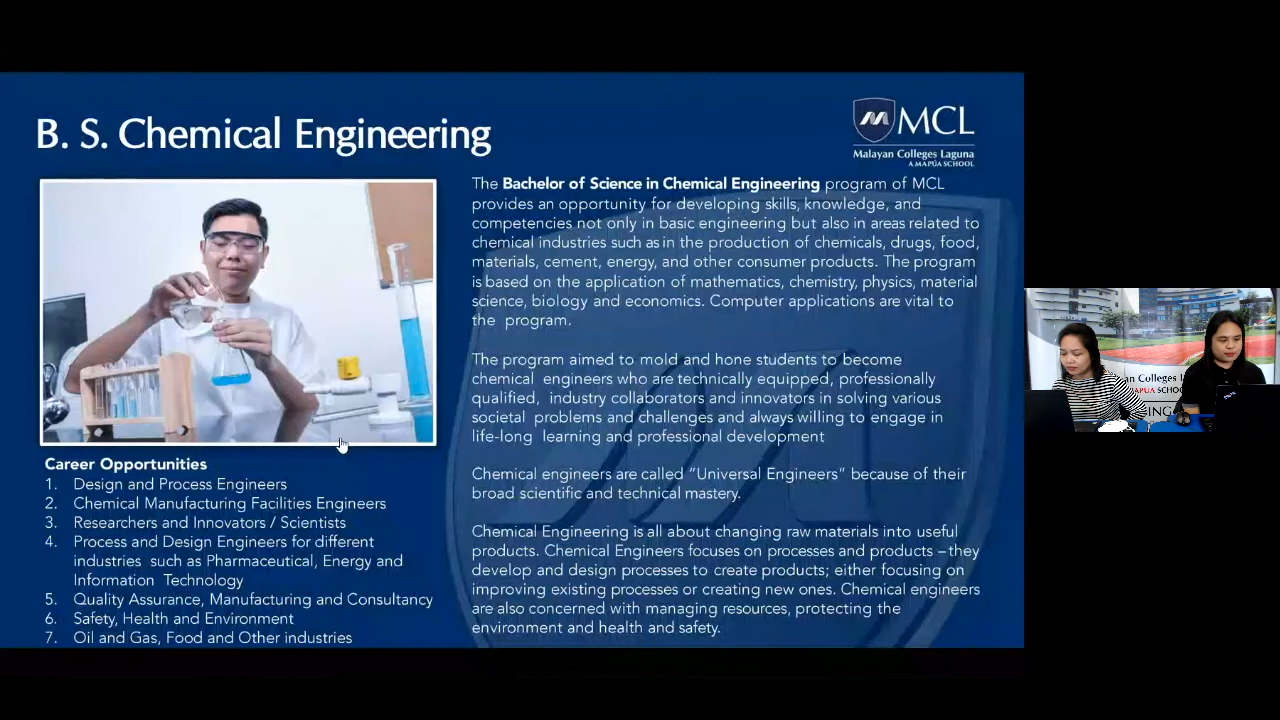 B. S. Chemical Engineering
MCL
Malayan Colleges Laguna
A MAPÚA SCHOOL
The Bachelor of Science in Chemical Engineering program of MCL
provides an opportunity for developing skills, knowledge, and
competencies not only in basic engineering but also in areas related to
chemical industries such as in the production of chemicals, drugs, food,
materials, cement, energy, and other consumer products. The program
is based on the application of mathematics, chemistry, physics, material
science, biology and economics. Computer applications are vital to
the program.
The program aimed to mold and hone students to become
chemical engineers who are technically equipped, professionally
qualified, industry collaborators and innovators in solving various
societal problems and challenges and always willing to engage in
life-long learning and professional development
Chemical engineers are called “Universal Engineers” because of their
broad scientific and technical mastery.
Chemical Engineering is all about changing raw materials into useful
products. Chemical Engineers focuses on processes and products – they
develop and design processes to create products; either focusing on
improving existing processes or creating new ones. Chemical engineers
are also concerned with managing resources, protecting the
environment and health and safety.
Career Opportunities
1. Design and Process Engineers
2. Chemical Manufacturing Facilities Engineers
3. Researchers and Innovators / Scientists
4. Process and Design Engineers for different
industries such as Pharmaceutical, Energy and
Information Technology
5. Quality Assurance, Manufacturing and Consultancy
6. Safety, Health and Environment
7. Oil and Gas, Food and Other industries
an Colleges L
MAPÚA SCHO
ING